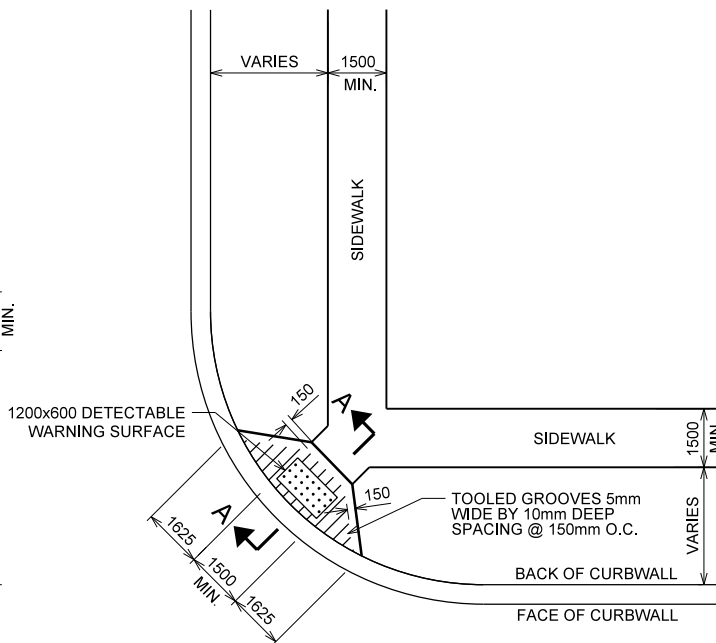 VARIES
1500
MIN.
SIDEWALK
MIN.
150
A
1200x600 DETECTABLE
WARNING SURFACE
SIDEWALK
1500
MIN.
150
TOOLED GROOVES 5mm
WIDE BY 10mm DEEP
SPACING @ 150mm O.C.
VARIES
A
1625
1500
MIN.
1625
BACK OF CURBWALL
FACE OF CURBWALL